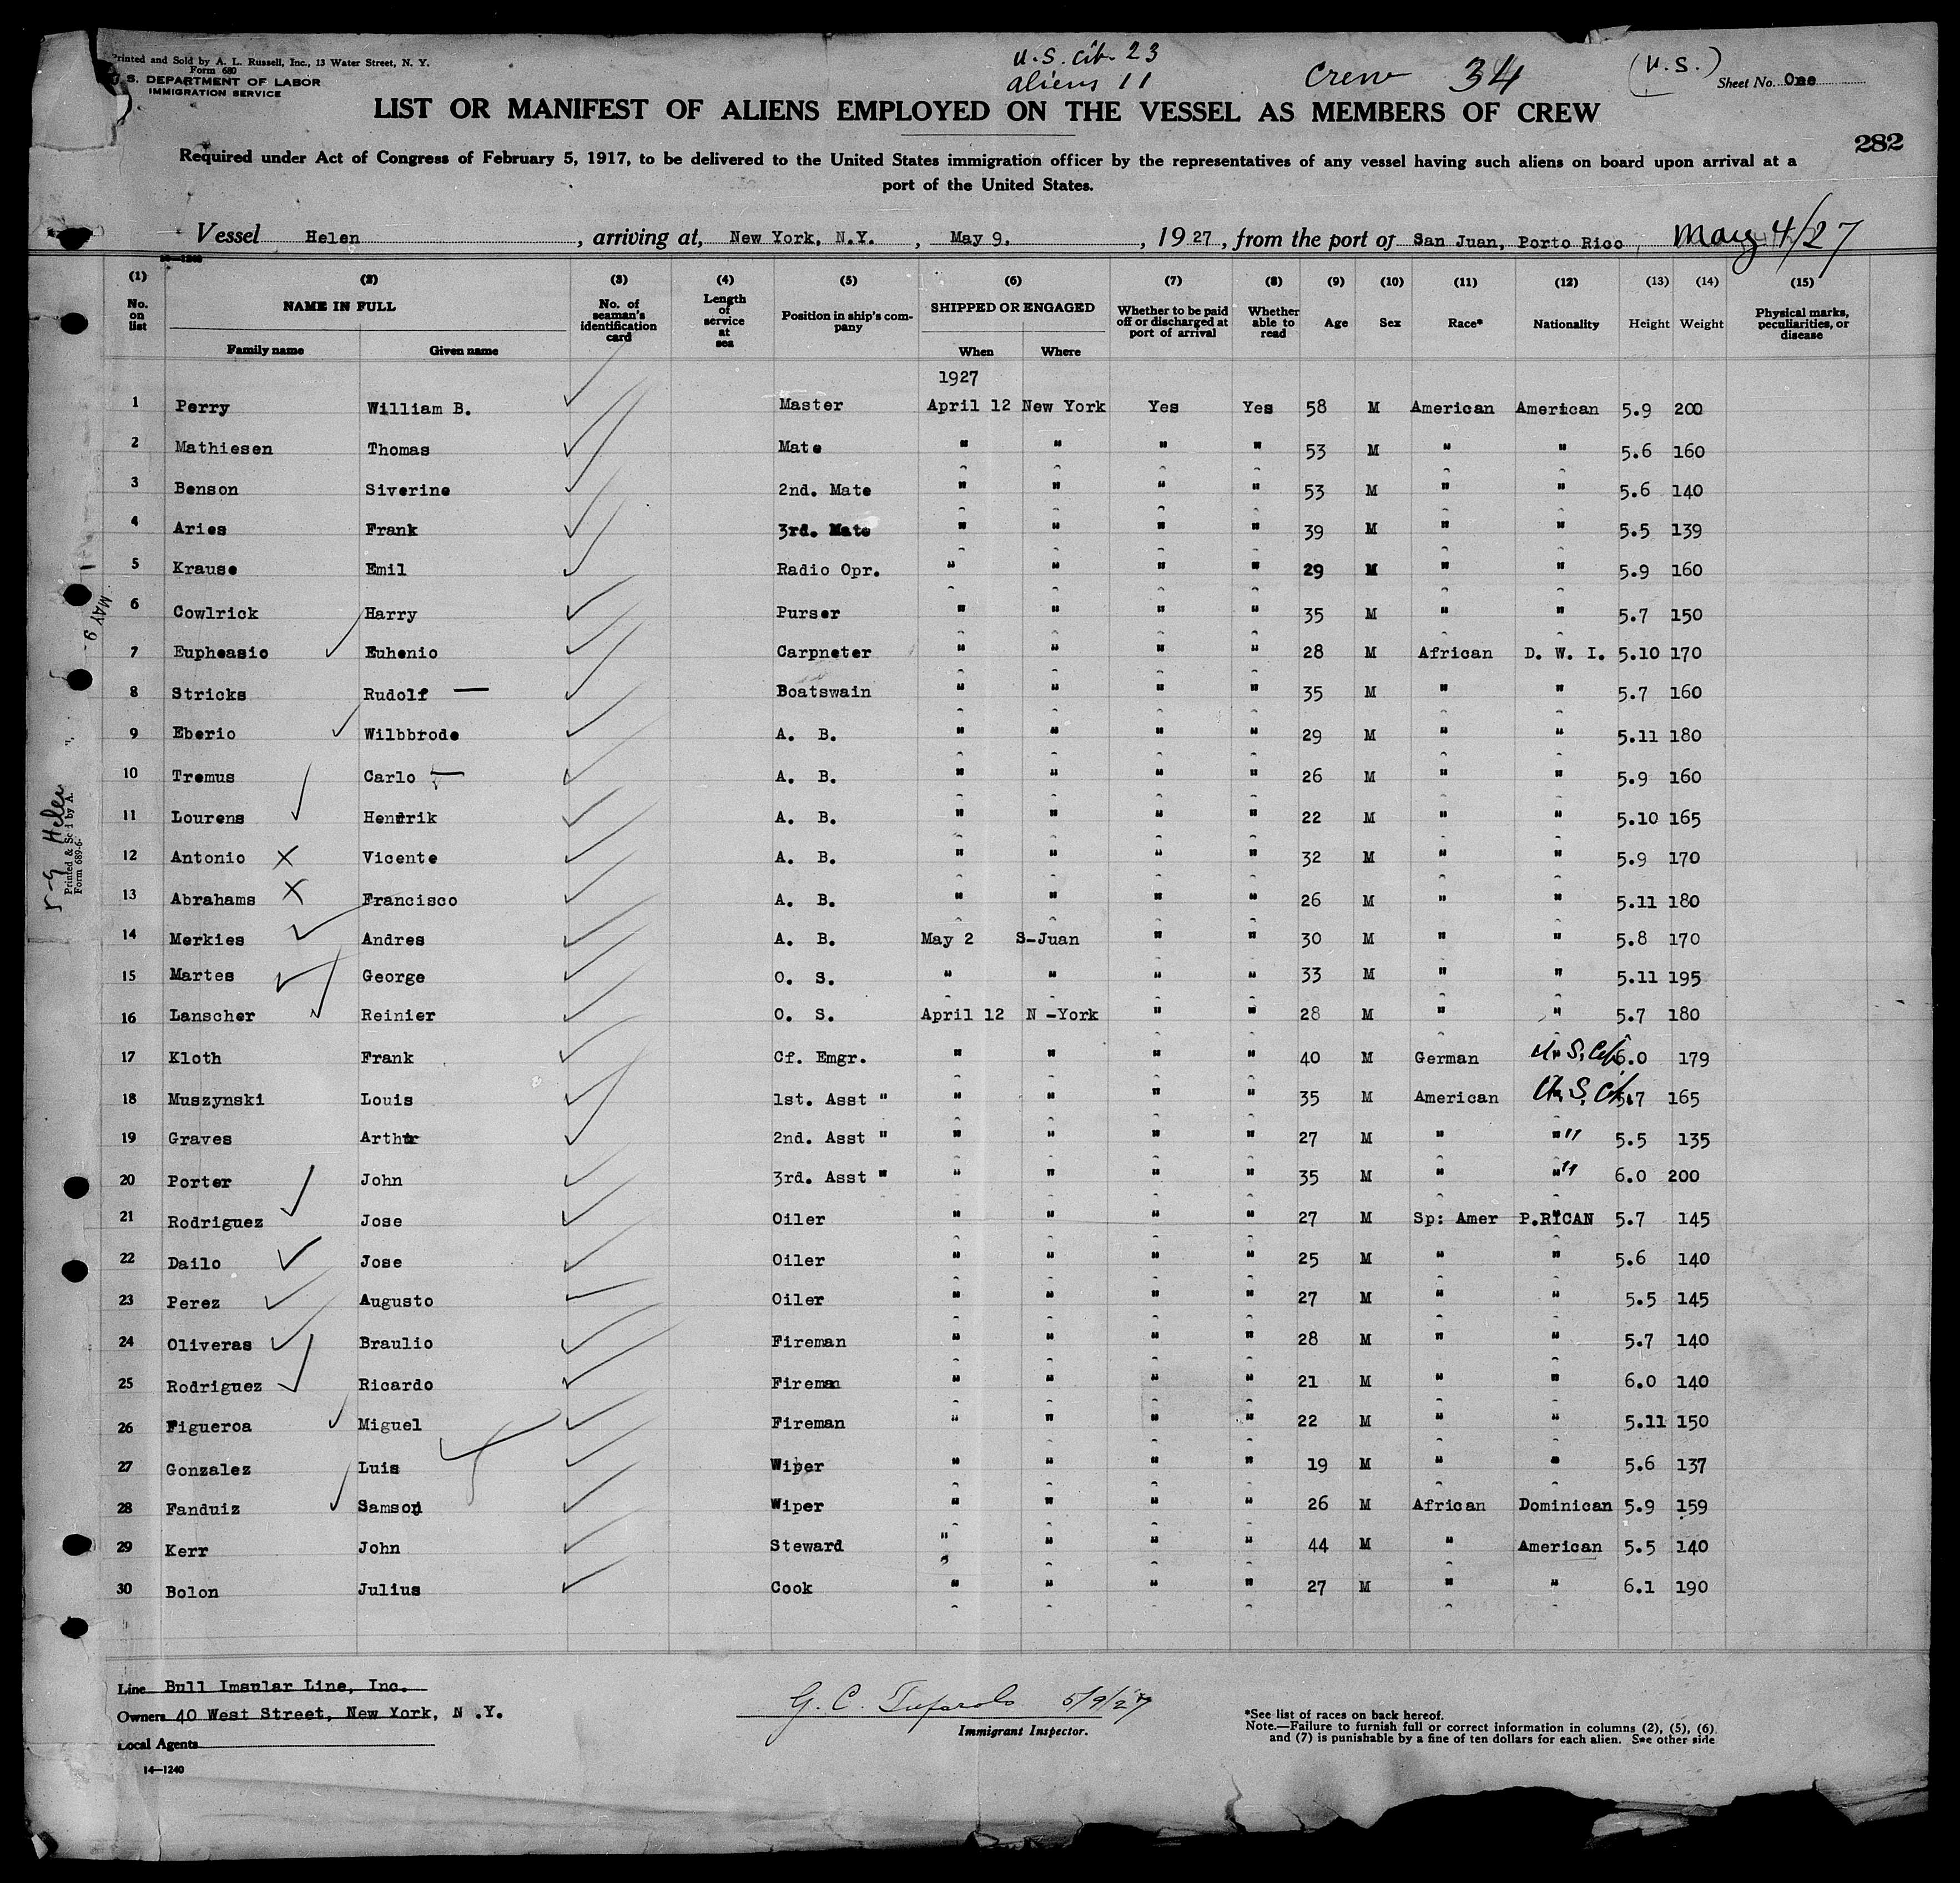 Printed and Sold by A. L. Russell, Inc., 13 Water Street, N. Y.
Form 680
U. S. DEPARTMENT OF LABOR
IMMIGRATION SERVICE
U.S. Cit. 23
aliens 11
Crew 34
(U.S.)
Sheet No. One
LIST OR MANIFEST OF ALIENS EMPLOYED ON THE VESSEL AS MEMBERS OF CREW
282
Required under Act of Congress of February 5, 1917, to be delivered to the United States immigration officer by the representatives of any vessel having such aliens on board upon arrival at a
port of the United States.
Vessel Helen, arriving at, New York, N.Y., May 9. , 1927, from the port of San Juan, Porto Rico, May 4/27
14-1240
(1) No. on list (2) NAME IN FULL Family name Given name (3) No. of seaman's identification card (4) Length of service at sea (5) Position in ship's company (6) SHIPPED OR ENGAGED When Where (7) Whether to be paid off or discharged at port of arrival (8) Whether able to read (9) Age (10) Sex (11) Race* (12) Nationality (13) Height (14) Weight (15) Physical marks, peculiarities, or disease
1927
1 Perry William B. Master April 12 New York Yes Yes 58 M American American 5.9 200
2 Mathiesen Thomas Mate " " " " 53 M " " 5.6 160
3 Benson Siverine 2nd. Mate " " " " 53 M " " 5.6 140
4 Aries Frank 3rd. Mate " " " " 39 M " " 5.5 139
5 Krause Emil Radio Opr. " " " " 29 M " " 5.9 160
6 Cowlrick Harry Purser " " " " 35 M " " 5.7 150
7 Eupheasio Euhenio Carpneter " " " " 28 M African D. W. I. 5.10 170
8 Stricks Rudolf — Boatswain " " " " 35 M " " 5.7 160
9 Eberio Wilbbrode A. B. " " " " 29 M " " 5.11 180
10 Tremus Carlo — A. B. " " " " 26 M " " 5.9 160
11 Lourens Hendrik A. B. " " " " 22 M " " 5.10 165
12 Antonio X Vicente A. B. " " " " 32 M " " 5.9 170
13 Abrahams X Francisco A. B. " " " " 26 M " " 5.11 180
14 Merkies Andres A. B. May 2 S-Juan " " 30 M " " 5.8 170
15 Martes George O. S. " " " " 33 M " " 5.11 195
16 Lanscher Reinier O. S. April 12 N -York " " 28 M " " 5.7 180
17 Kloth Frank Cf. Emgr. " " " " 40 M German U.S. Cit. 6.0 179
18 Muszynski Louis 1st. Asst " " " " " 35 M American U.S. Cit. 5.7 165
19 Graves Arthur 2nd. Asst " " " " " 27 M " " 5.5 135
20 Porter John 3rd. Asst " " " " " 35 M " " 6.0 200
21 Rodriguez Jose Oiler " " " " 27 M Sp: Amer P.RICAN 5.7 145
22 Dailo Jose Oiler " " " " 25 M " " 5.6 140
23 Perez Augusto Oiler " " " " 27 M " " 5.5 145
24 Oliveras Braulio Fireman " " " " 28 M " " 5.7 140
25 Rodriguez Ricardo Fireman " " " " 21 M " " 6.0 140
26 Figueroa Miguel Fireman " " " " 22 M " " 5.11 150
27 Gonzalez Luis Wiper " " " " 19 M " " 5.6 137
28 Fanduiz Samson Wiper " " " " 26 M African Dominican 5.9 159
29 Kerr John Steward " " " " 44 M " American 5.5 140
30 Bolon Julius Cook " " " " 27 M " " 6.1 190
MAY 9
5-9 Helen
Printed & Sold by A.
Form 689-6
Line Bull Imsular Line, Inc.
Owners 40 West Street, New York, N .Y.
Local Agents
14—1240
G. C. 5/9/27
Immigrant Inspector.
*See list of races on back hereof.
Note.—Failure to furnish full or correct information in columns (2), (5), (6)
and (7) is punishable by a fine of ten dollars for each alien. See other side